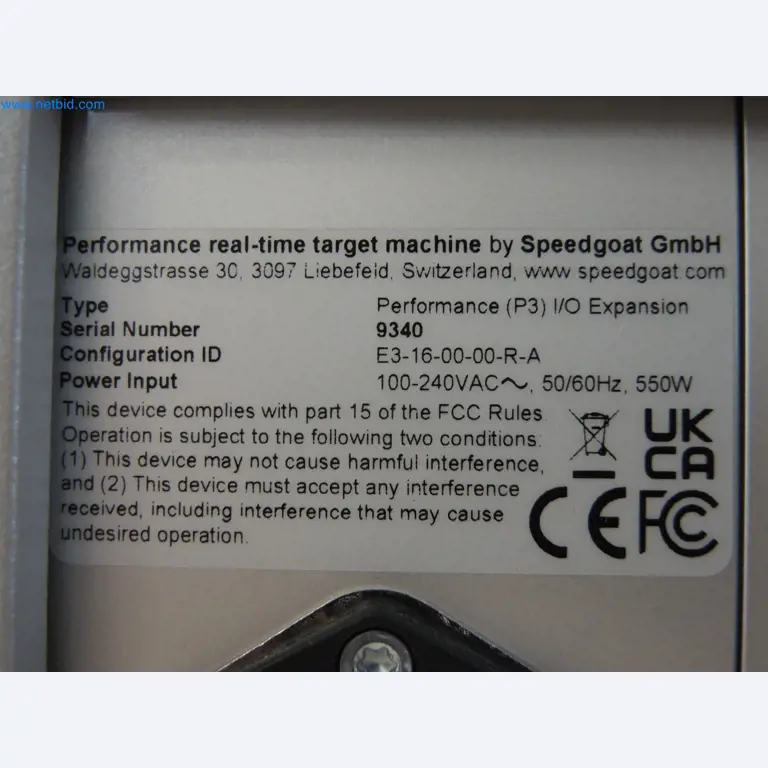 www.netbid.com
Performance real-time target machine by Speedgoat GmbH
Waldeggstrasse 30, 3097 Liebefeld, Switzerland, www.speedgoat.com
Type Performance (P3) I/O Expansion
Serial Number 9340
Configuration ID E3-16-00-00-R-A
Power Input 100-240VAC~, 50/60Hz, 550W
This device complies with part 15 of the FCC Rules.
Operation is subject to the following two conditions:
(1) This device may not cause harmful interference,
and (2) This device must accept any interference
received, including interference that may cause
undesired operation.
UK
CA
CE FC